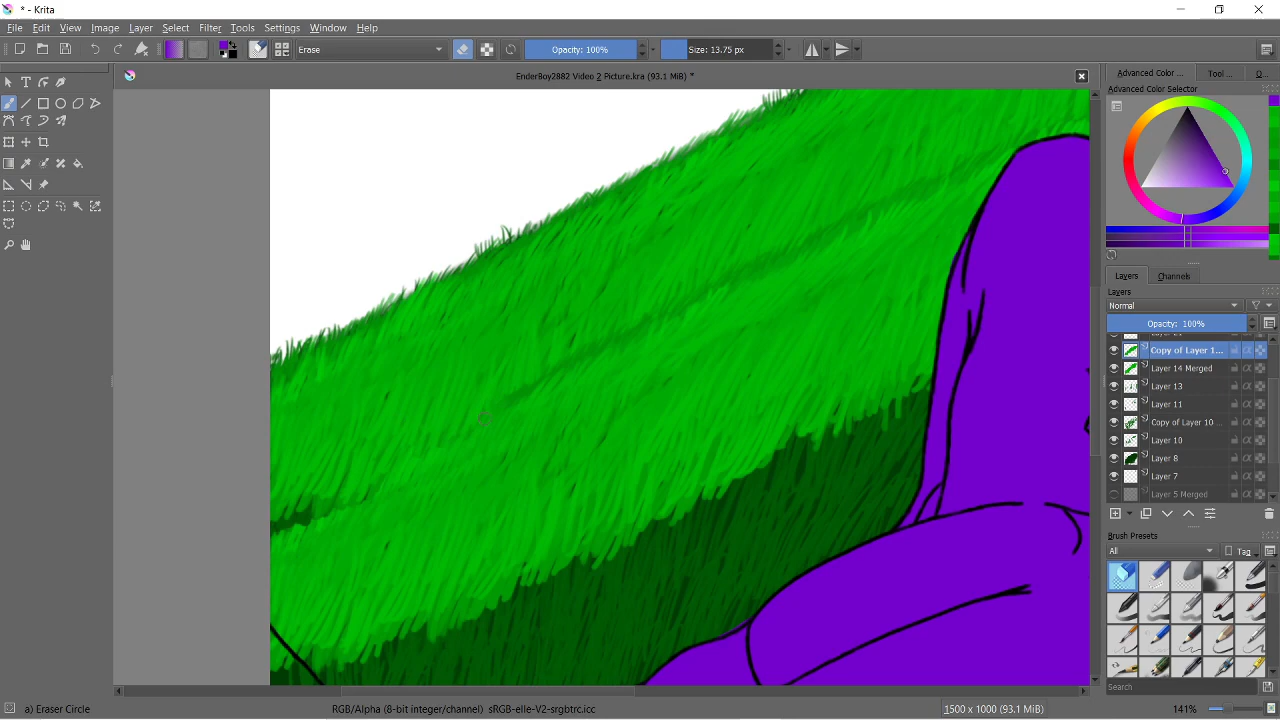 * - Krita
File Edit View Image Layer Select Filter Tools Settings Window Help
Erase Opacity: 100% Size: 13.75 px
EnderBoy2882 Video 2 Picture.kra (93.1 MiB) *
Advanced Color ... Tool ... O...
Advanced Color Selector
Layers Channels
Layers
Normal
Opacity: 100%
Copy of Layer 1...
Layer 14 Merged
Layer 13
Layer 11
Copy of Layer 10 ...
Layer 10
Layer 8
Layer 7
Layer 5 Merged
Brush Presets
All Tag
Search
a) Eraser Circle RGB/Alpha (8-bit integer/channel) sRGB-elle-V2-srgbtrc.icc 1500 x 1000 (93.1 MiB) 141%